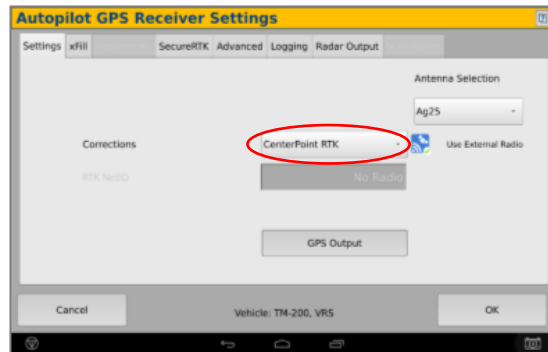 Autopilot GPS Receiver Settings
Settings xFill SecureRTK Advanced Logging Radar Output
Antenna Selection
Ag25
Corrections CenterPoint RTK Use External Radio
RTK NetID No Radio
GPS Output
Cancel Vehicle: TM-200, VRS OK